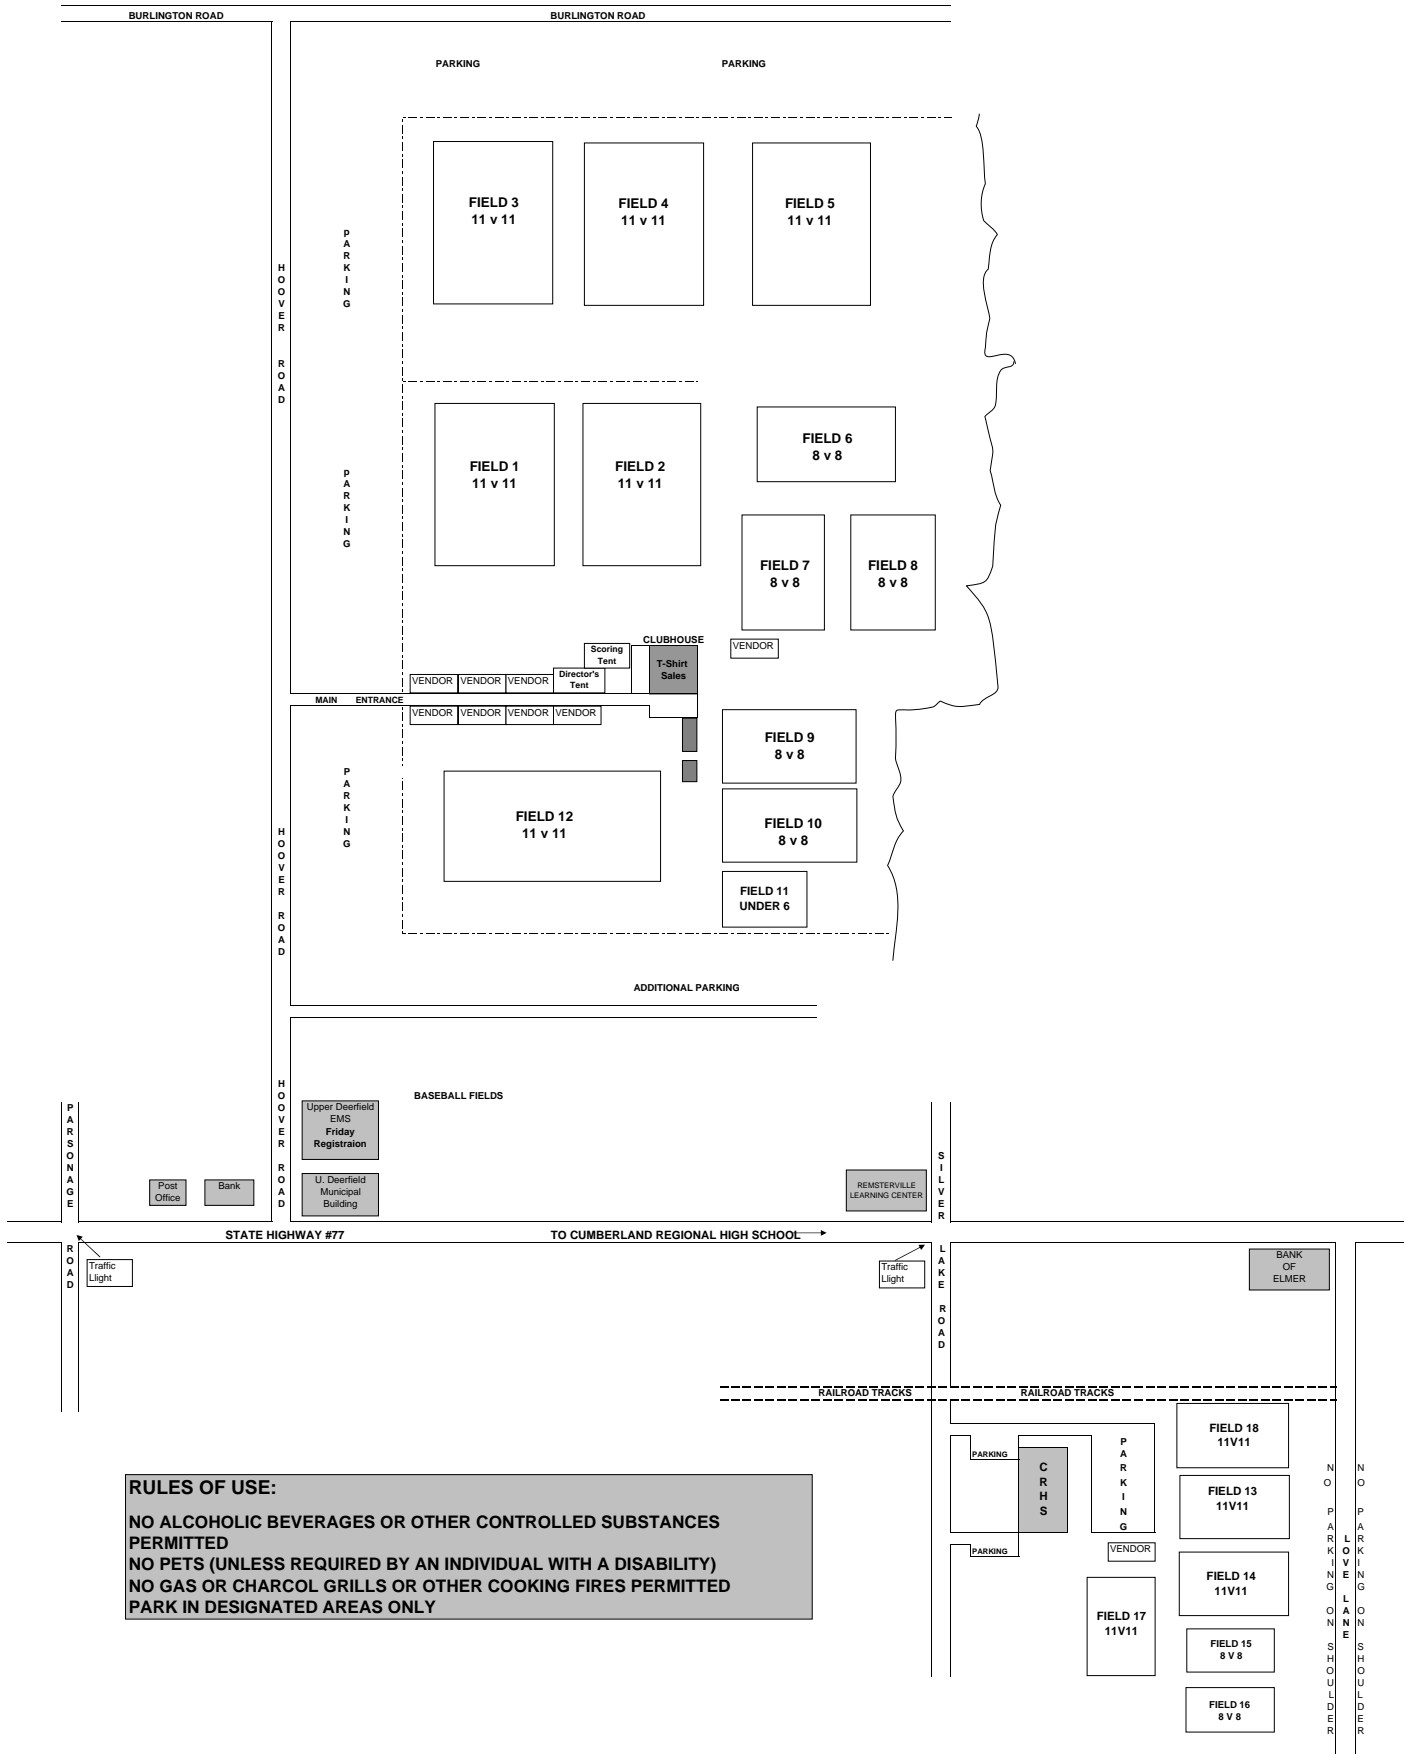 BURLINGTON ROAD
BURLINGTON ROAD
PARKING
PARKING
FIELD 3
11 v 11
FIELD 4
11 v 11
FIELD 5
11 v 11
pARKING
HOOVER ROAD
FIELD 1
11 v 11
FIELD 2
11 v 11
FIELD 6
8 v 8
pARKING
FIELD 7
8 v 8
FIELD 8
8 v 8
CLUBHOUSE
Scoring
Tent
T-Shirt
Sales
VENDOR
VENDOR
VENDOR
VENDOR
Director's
Tent
MAIN ENTRANCE
VENDOR
VENDOR
VENDOR
VENDOR
FIELD 9
8 v 8
PARKING
FIELD 12
11 v 11
FIELD 10
8 v 8
HOOVER ROAD
FIELD 11
UNDER 6
ADDITIONAL PARKING
HOOVER ROAD
BASEBALL FIELDS
Upper Deerfield
EMS
Friday
Registraion
PARSONAGE ROAD
Post
Office
Bank
U. Deerfield
Municipal
Building
REMSTERVILLE
LEARNING CENTER
SILVER LAKE ROAD
STATE HIGHWAY #77
TO CUMBERLAND REGIONAL HIGH SCHOOL
Traffic
Llight
Traffic
Llight
BANK
OF
ELMER
RAILROAD TRACKS
RAILROAD TRACKS
FIELD 18
11V11
PARKING
PARKING
CRHS
FIELD 13
11V11
NO PARKING ON SHOULDER
LOVE LANE
NO PARKING ON SHOULDER
PARKING
VENDOR
FIELD 14
11V11
FIELD 17
11V11
FIELD 15
8 V 8
FIELD 16
8 V 8
RULES OF USE:
NO ALCOHOLIC BEVERAGES OR OTHER CONTROLLED SUBSTANCES
PERMITTED
NO PETS (UNLESS REQUIRED BY AN INDIVIDUAL WITH A DISABILITY)
NO GAS OR CHARCOL GRILLS OR OTHER COOKING FIRES PERMITTED
PARK IN DESIGNATED AREAS ONLY